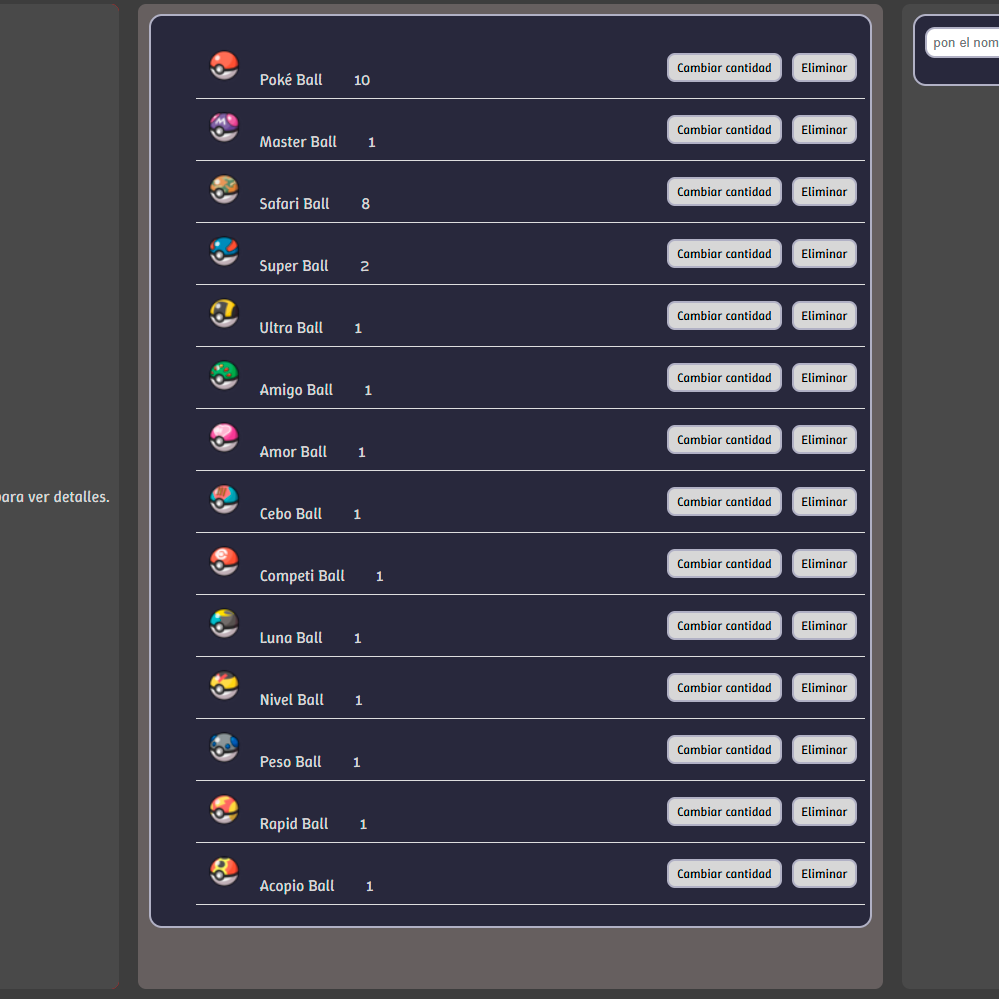 pon el nom
Poké Ball 10 Cambiar cantidad Eliminar
Master Ball 1 Cambiar cantidad Eliminar
Safari Ball 8 Cambiar cantidad Eliminar
Super Ball 2 Cambiar cantidad Eliminar
Ultra Ball 1 Cambiar cantidad Eliminar
Amigo Ball 1 Cambiar cantidad Eliminar
Amor Ball 1 Cambiar cantidad Eliminar
ara ver detalles.
Cebo Ball 1 Cambiar cantidad Eliminar
Competi Ball 1 Cambiar cantidad Eliminar
Luna Ball 1 Cambiar cantidad Eliminar
Nivel Ball 1 Cambiar cantidad Eliminar
Peso Ball 1 Cambiar cantidad Eliminar
Rapid Ball 1 Cambiar cantidad Eliminar
Acopio Ball 1 Cambiar cantidad Eliminar